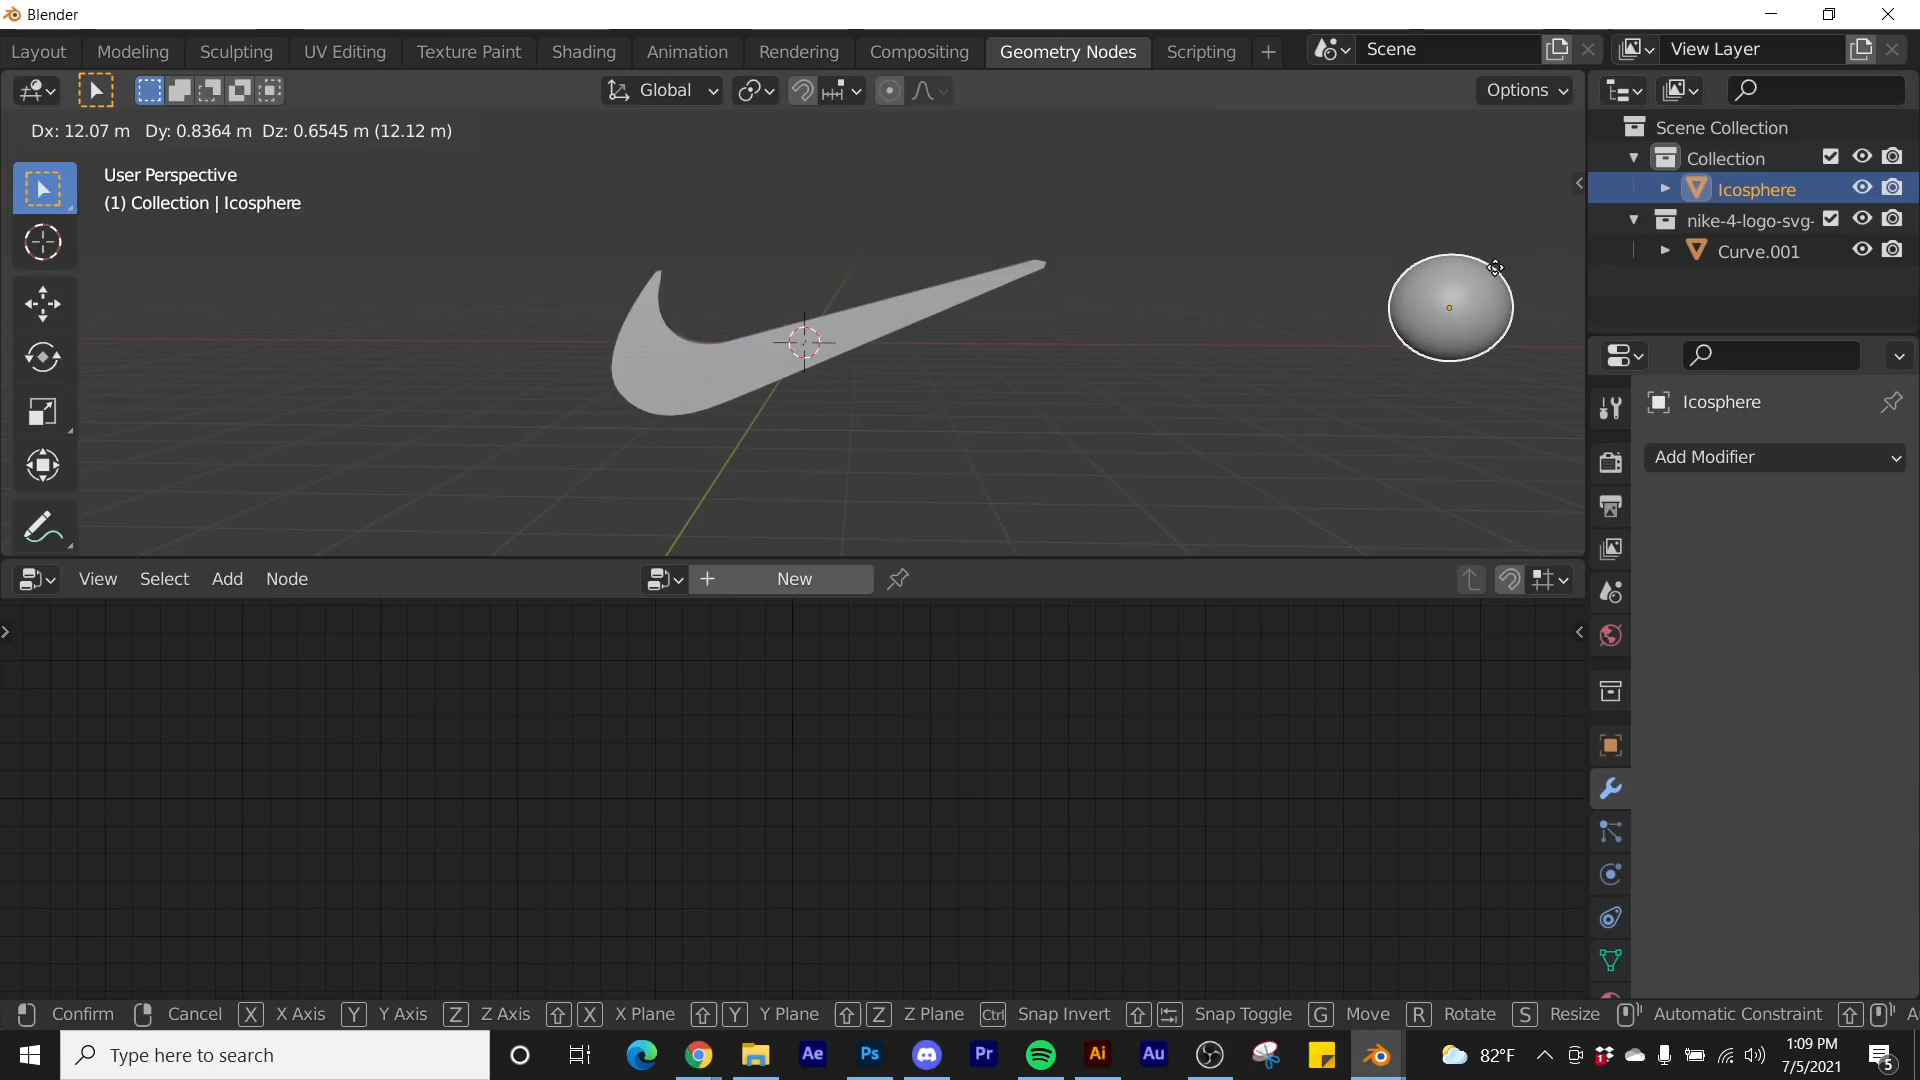 Blender
Layout Modeling Sculpting UV Editing Texture Paint Shading Animation Rendering Compositing Geometry Nodes Scripting + Scene View Layer
Global Options
Dx: 12.07 m Dy: 0.8364 m Dz: 0.6545 m (12.12 m)
Scene Collection
User Perspective
(1) Collection | Icosphere
Collection
Icosphere
nike-4-logo-svg-
Curve.001
Icosphere
Add Modifier
View Select Add Node + New
Confirm Cancel X X Axis Y Y Axis Z Z Axis X X Plane Y Y Plane Z Z Plane Ctrl Snap Invert Snap Toggle G Move R Rotate S Resize Automatic Constraint
Type here to search
Ae Ps Pr Ai Au
82°F
1:09 PM
7/5/2021
5